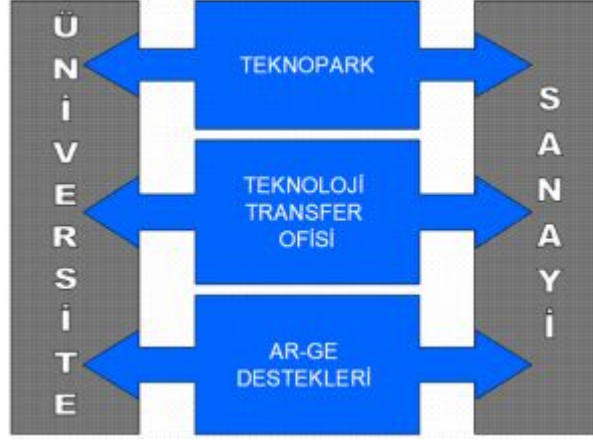 ÜNİVERSİTE
TEKNOPARK
TEKNOLOJİ
TRANSFER
OFİSİ
AR-GE
DESTEKLERİ
SANAYİ